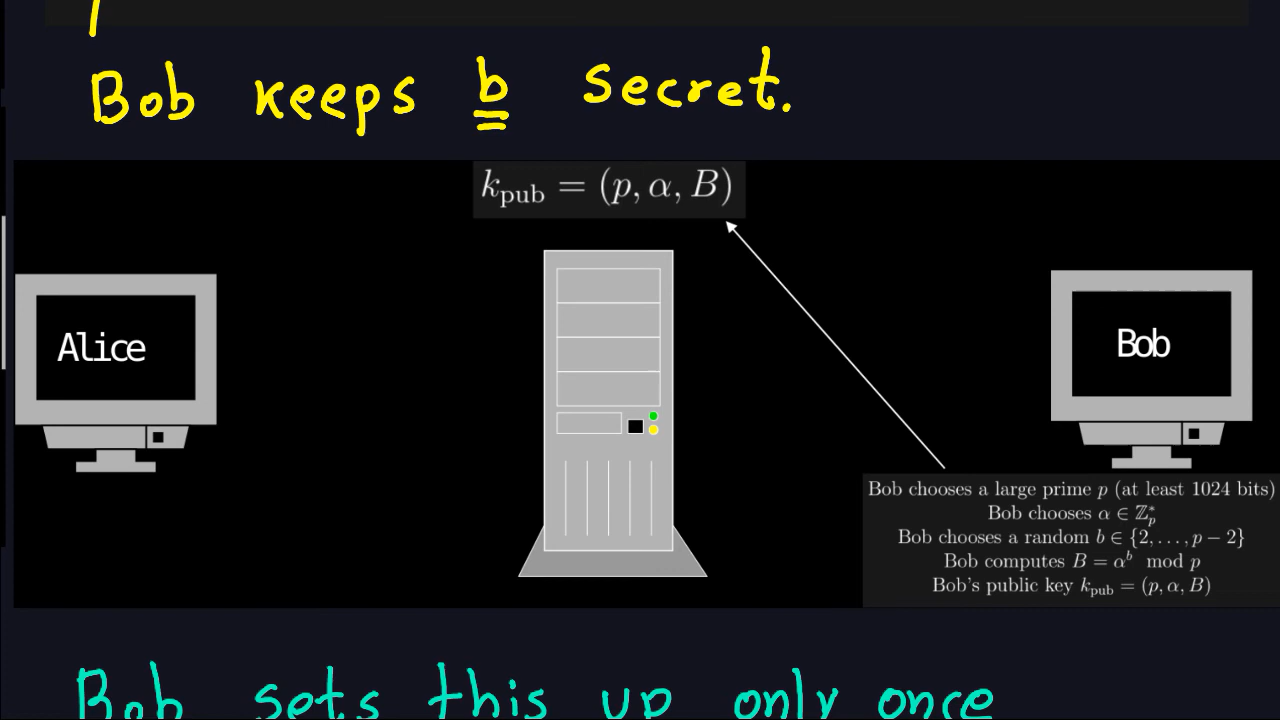 Bob keeps b secret.
k_pub = (p, α, B)
Alice
Bob
Bob chooses a large prime p (at least 1024 bits)
Bob chooses α ∈ ℤ*_p
Bob chooses a random b ∈ {2, . . . , p − 2}
Bob computes B = α^b mod p
Bob's public key k_pub = (p, α, B)
Bob sets this up only once